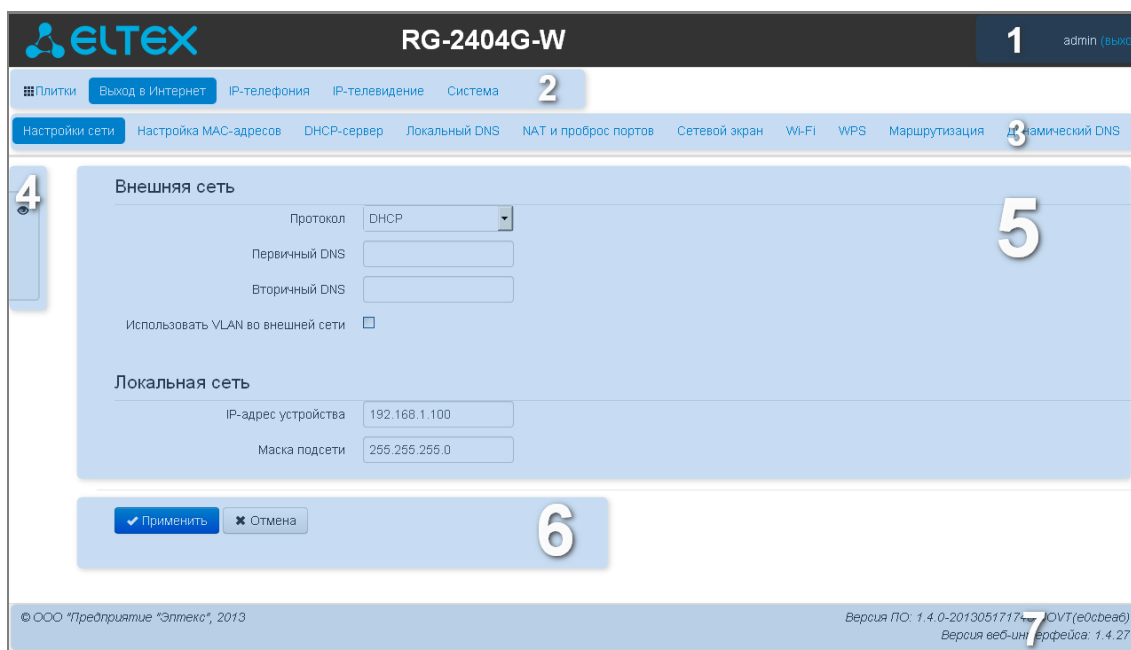 ELTEX RG-2404G-W 1 admin
Плитки Выход в Интернет IP-телефония IP-телевидение Система 2
Настройки сети Настройка MAC-адресов DHCP-сервер Локальный DNS NAT и проброс портов Сетевой экран Wi-Fi WPS Маршрутизация 3 DNS
4
5
Внешняя сеть
Протокол DHCP
Первичный DNS
Вторичный DNS
Использовать VLAN во внешней сети
Локальная сеть
IP-адрес устройства 192.168.1.100
Маска подсети 255.255.255.0
Применить Отмена 6
© ООО "Предприятие "Элтекс", 2013
Версия ПО:
7
Версия 1.4.27